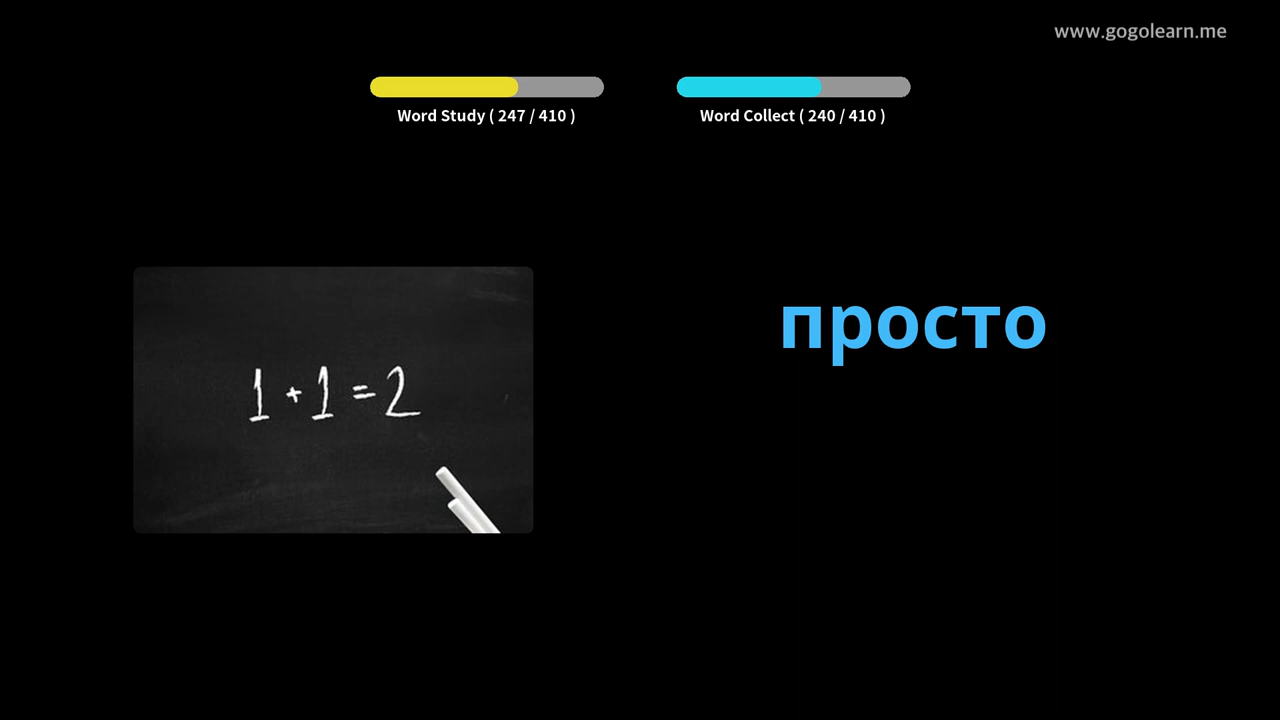 www.gogolearn.me
Word Study ( 247 / 410 )
Word Collect ( 240 / 410 )
просто
1 + 1 = 2